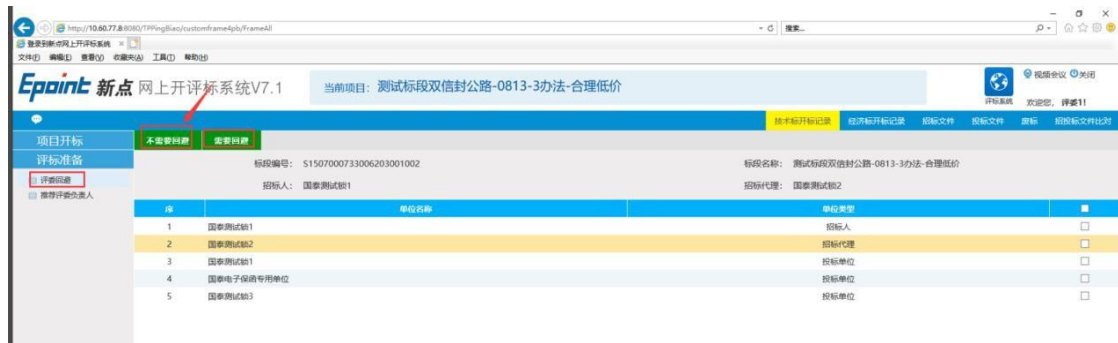 http://10.60.77.8:8080/TPPingBiao/customframe4pb/FrameAll
搜索...
登录到新点网上开评标系统
文件(F) 编辑(E) 查看(V) 收藏夹(A) 工具(T) 帮助(H)
Epoint 新点 网上开评标系统V7.1
当前项目： 测试标段双信封公路-0813-3办法-合理低价
视频会议 关闭
评标系统 欢迎您，评委1!
技术标开标记录 经济标开标记录 招标文件 投标文件 废标 招投标文件比对
项目开标 不需要回避 需要回避
评标准备
标段编号： S1507000733006203001002 标段名称： 测试标段双信封公路-0813-3办法-合理低价
评委回避
招标人： 国泰测试锁1 招标代理： 国泰测试锁2
推荐评委负责人
序 单位名称 单位类型
1 国泰测试锁1 招标人
2 国泰测试锁2 招标代理
3 国泰测试锁1 投标单位
4 国泰电子保函专用单位 投标单位
5 国泰测试锁3 投标单位